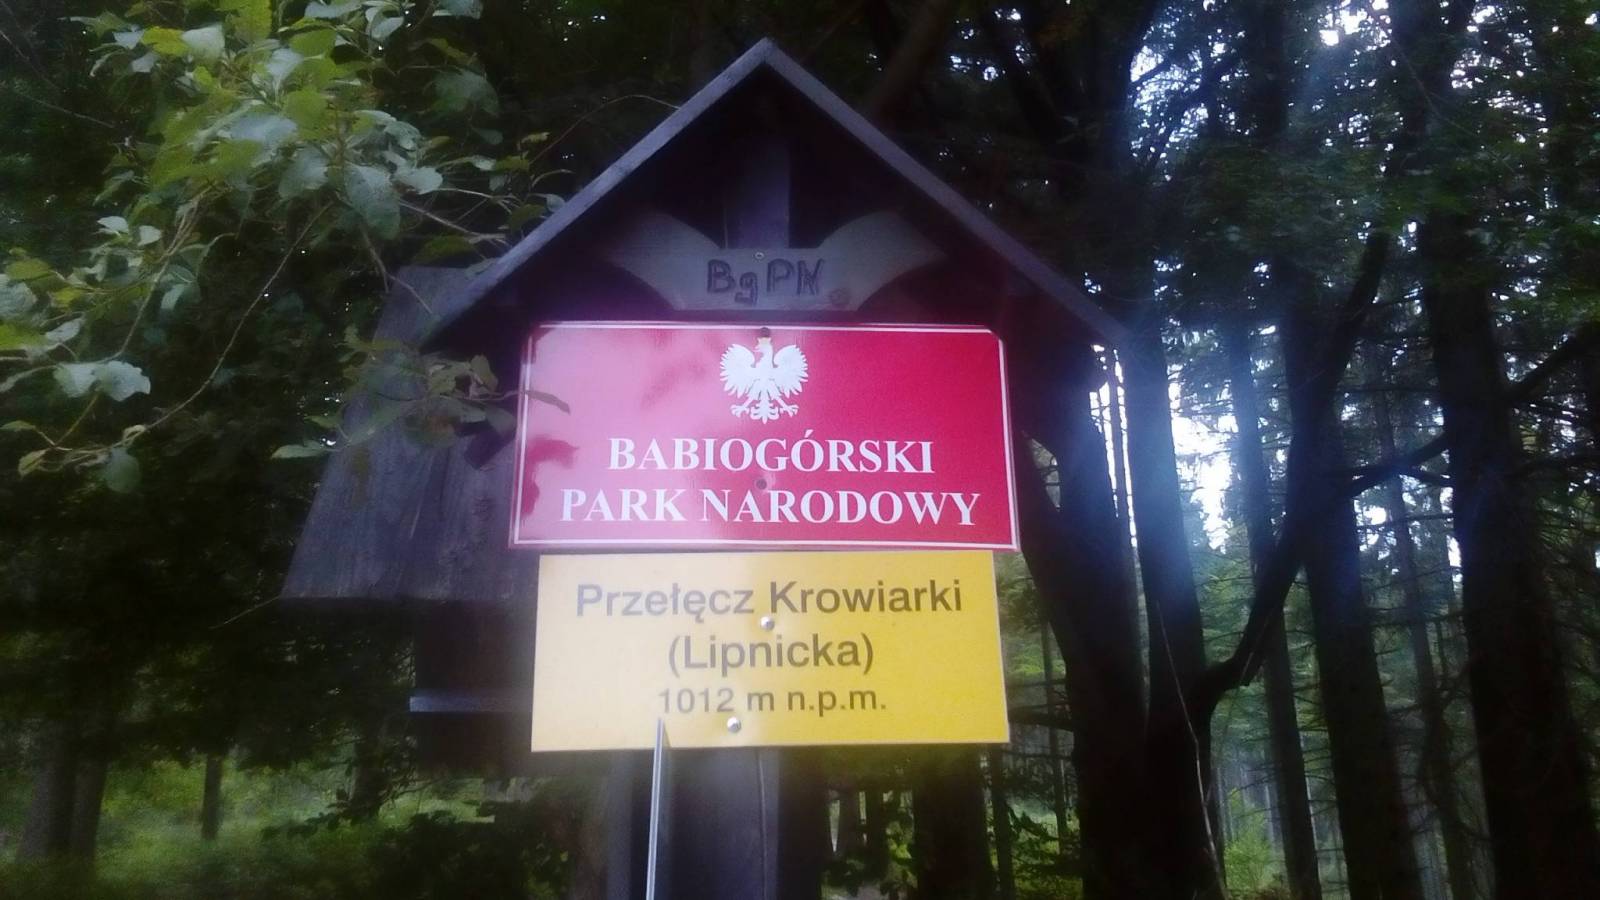 BgPN
BABIOGÓRSKI
PARK NARODOWY
Przełęcz Krowiarki
(Lipnicka)
1012 m n.p.m.